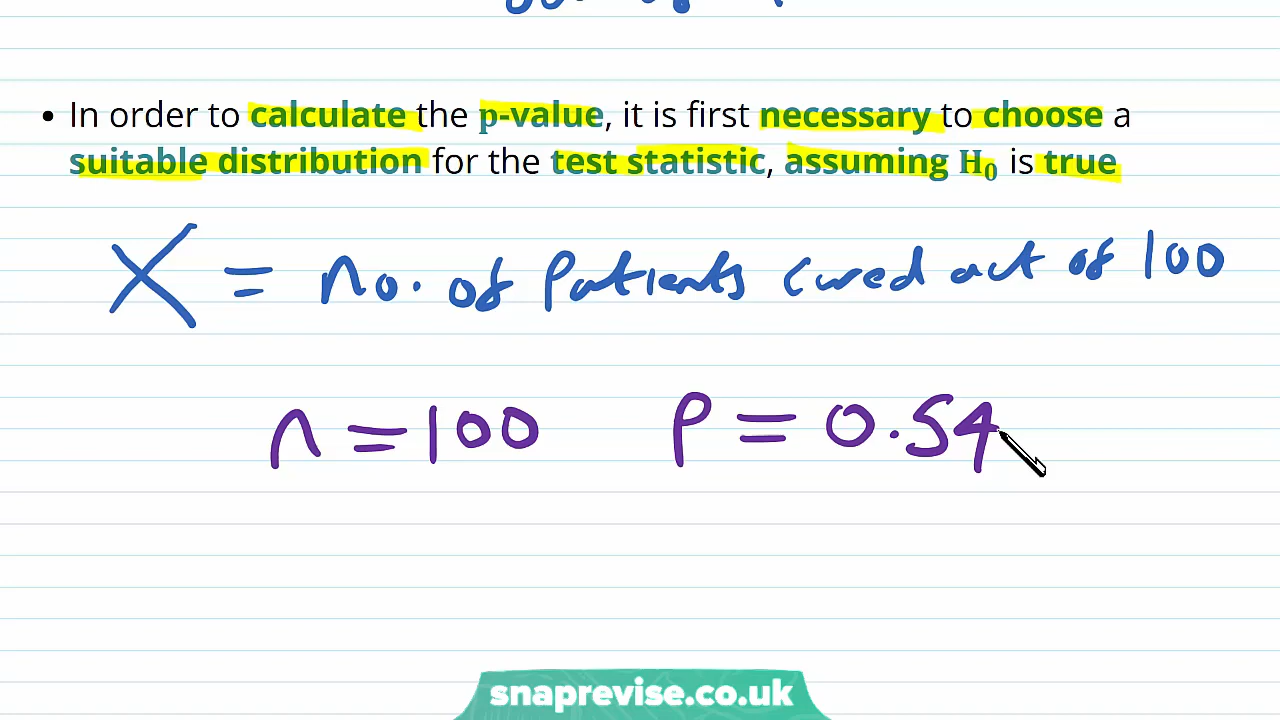 • In order to calculate the p-value, it is first necessary to choose a
suitable distribution for the test statistic, assuming H₀ is true
X = no. of patients cured out of 100
n = 100 p = 0.54
snaprevise.co.uk